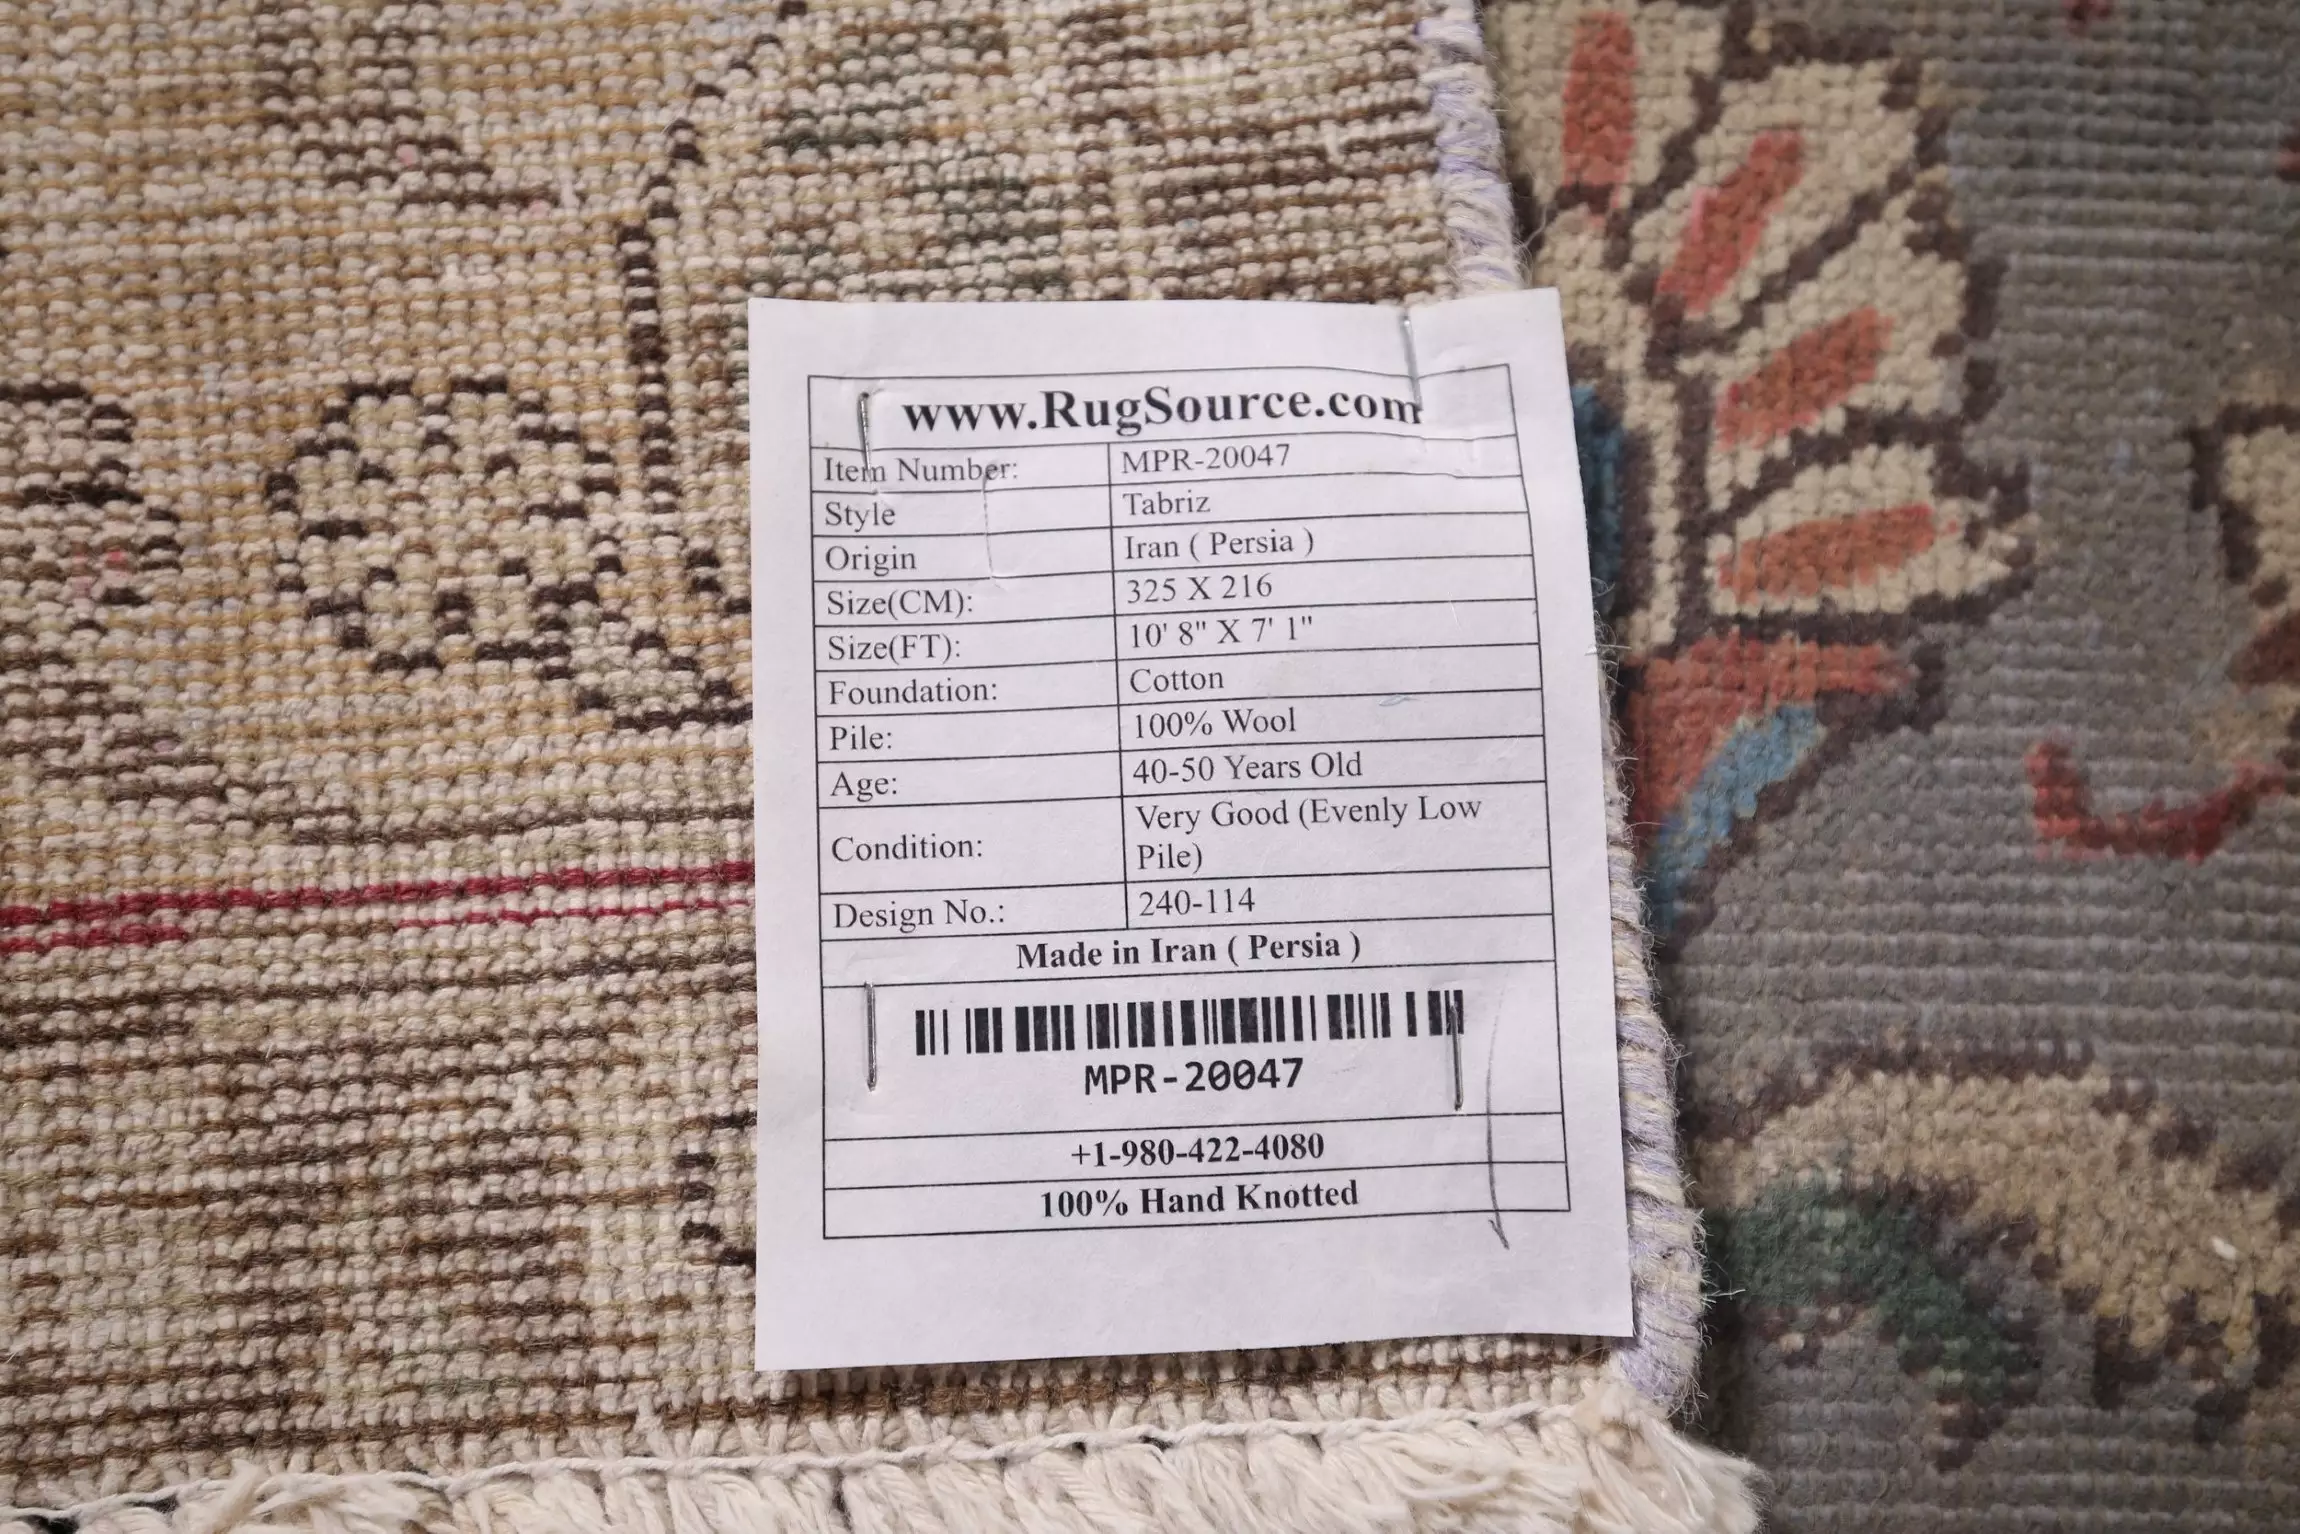 www.RugSource.com
Item Number: MPR-20047
Style Tabriz
Origin Iran ( Persia )
Size(CM): 325 X 216
Size(FT): 10' 8" X 7' 1"
Foundation: Cotton
Pile: 100% Wool
Age: 40-50 Years Old
Condition: Very Good (Evenly Low
Pile)
Design No.: 240-114
Made in Iran ( Persia )
MPR-20047
+1-980-422-4080
100% Hand Knotted